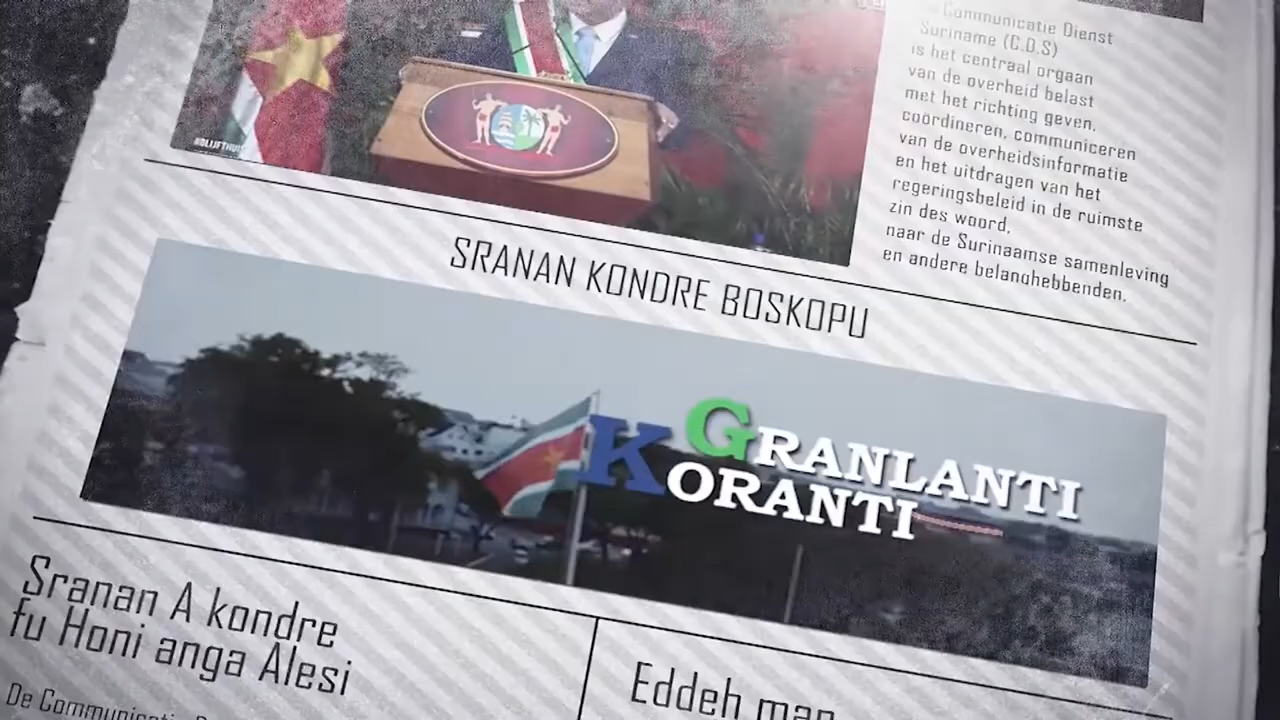 Communicatie Dienst
Suriname (C.D.S)
is het centraal orgaan
van de overheid belast
met het richting geven,
coördineren, communiceren
van de overheidsinformatie
en het uitdragen van het
regeringsbeleid in de ruimste
zin des woord,
naar de Surinaamse samenleving
en andere belanghebbenden.
SRANAN KONDRE BOSKOPU
GRANLANTI
KORANTI
Sranan A kondre
fu Honi anga Alesi
De Communicatie
Eddeh man